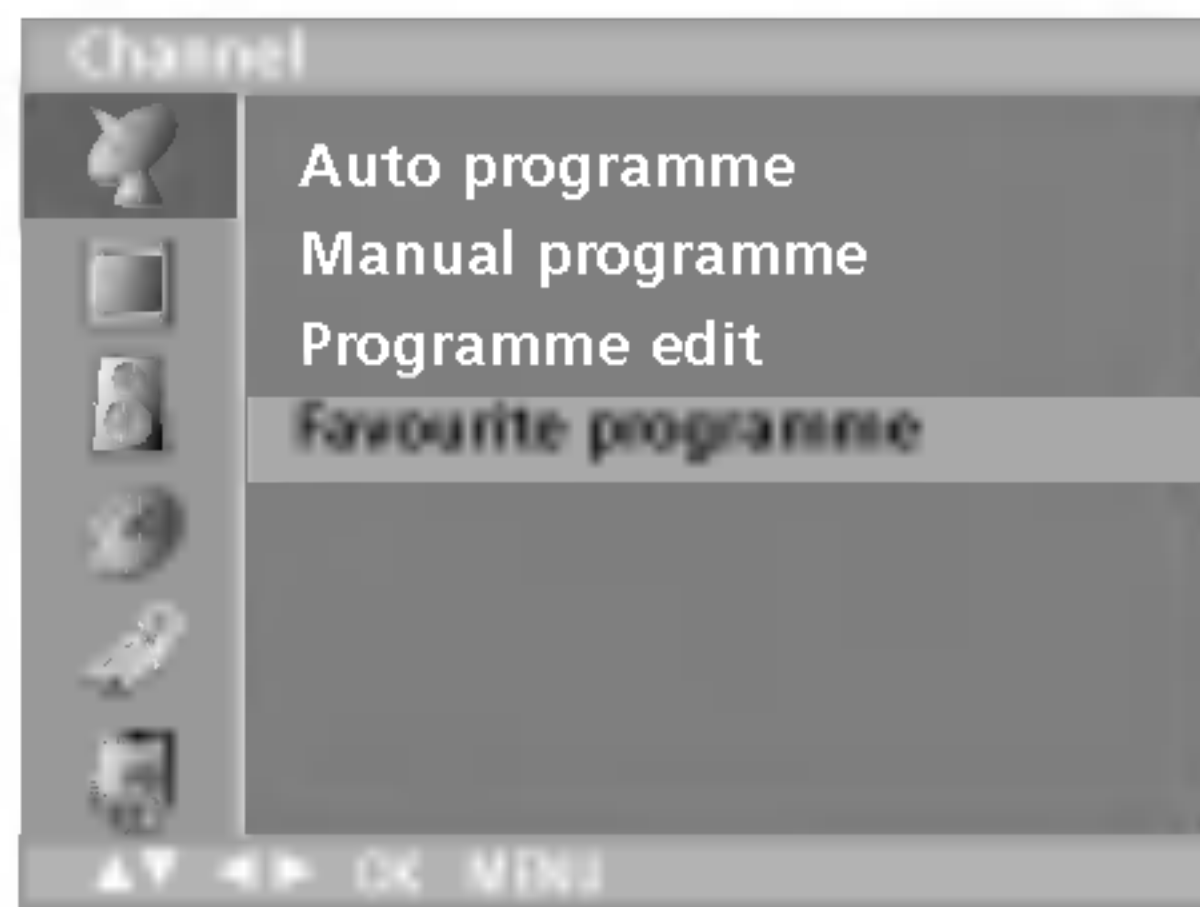 Channel
Auto programme
Manual programme
Programme edit
Favourite programme
▲▼ ◀▶ OK MENU